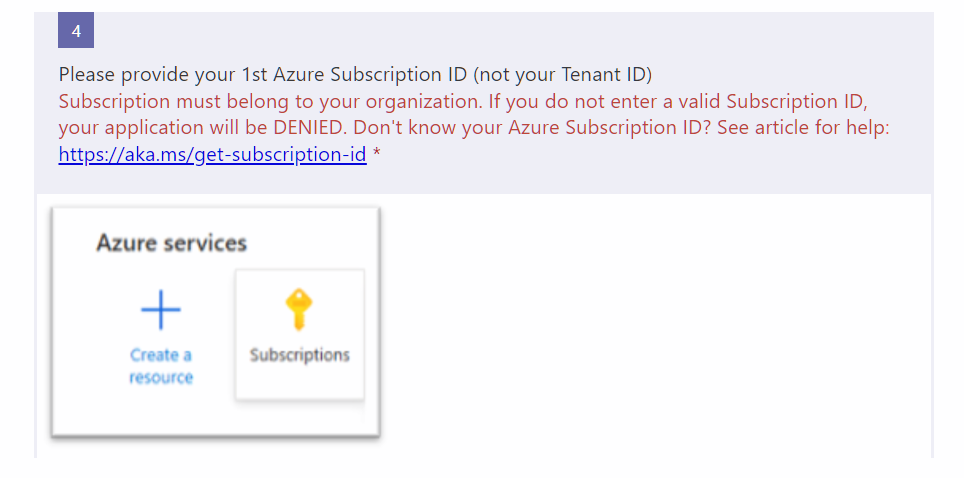 4
Please provide your 1st Azure Subscription ID (not your Tenant ID)
Subscription must belong to your organization. If you do not enter a valid Subscription ID,
your application will be DENIED. Don't know your Azure Subscription ID? See article for help:
https://aka.ms/get-subscription-id *
Azure services
Create a
resource
Subscriptions